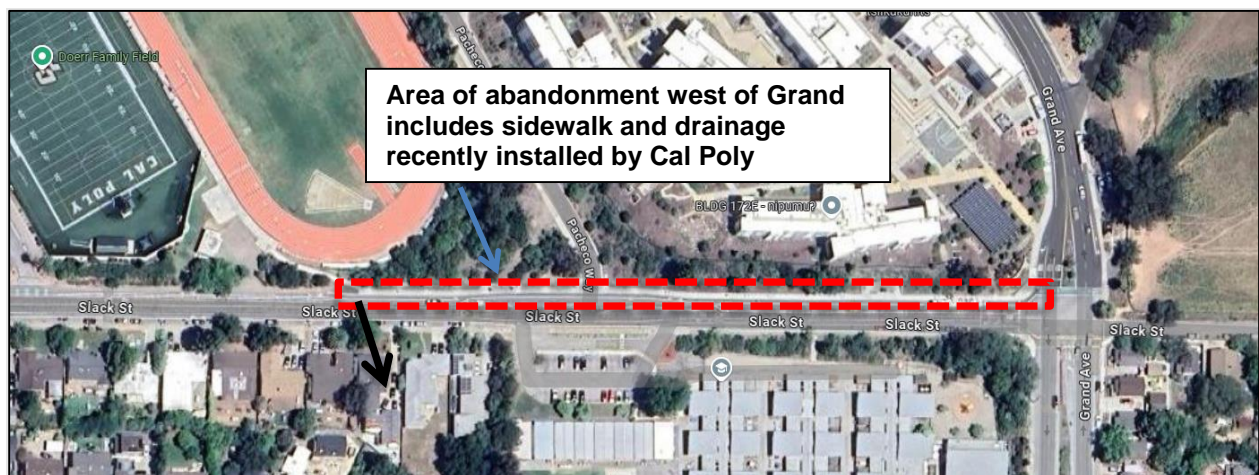 Doerr Family Field
CAL POLY
Pacheco
Area of abandonment west of Grand
includes sidewalk and drainage
recently installed by Cal Poly
Grand Ave
BLDG 172E - nipumuʔ
Pacheco Way
Slack St
Slack St
Slack St
Slack St
Slack St
Slack St
Grand Ave